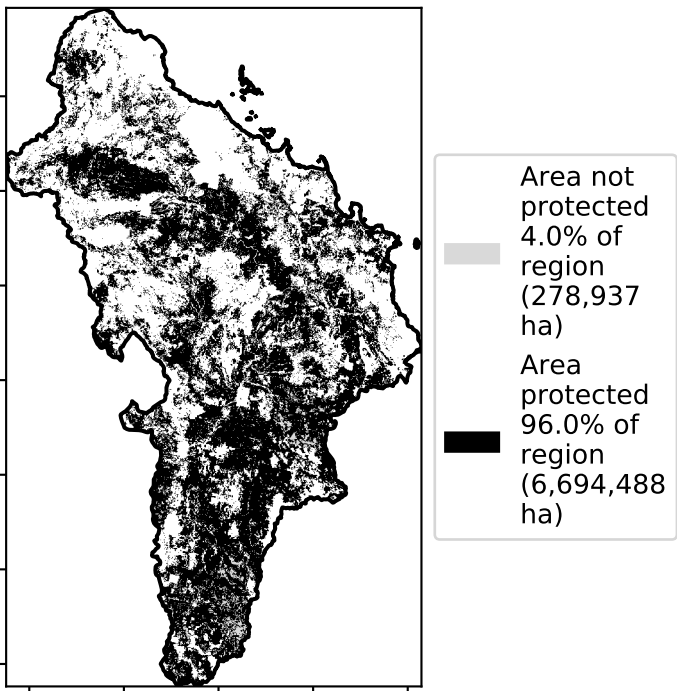 Area not
protected
4.0% of
region
(278,937
ha)
Area
protected
96.0% of
region
(6,694,488
ha)